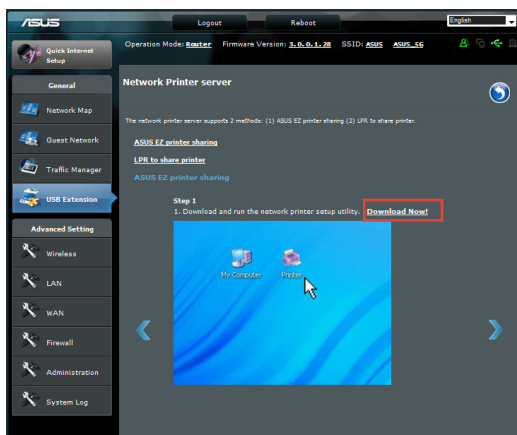 ASUS
Logout
Reboot
English
Quick Internet
Setup
Operation Mode: Router Firmware Version: 3.0.0.1.28 SSID: ASUS ASUS_5G
General
Network Map
Guest Network
Traffic Manager
USB Extension
Advanced Setting
Wireless
LAN
WAN
Firewall
Administration
System Log
Network Printer server
The network printer server supports 2 methods: (1) ASUS EZ printer sharing (2) LPR to share printer.
ASUS EZ printer sharing
LPR to share printer
ASUS EZ printer sharing
Step 1
1. Download and run the network printer setup utility. Download Now!
My Computer
Printer